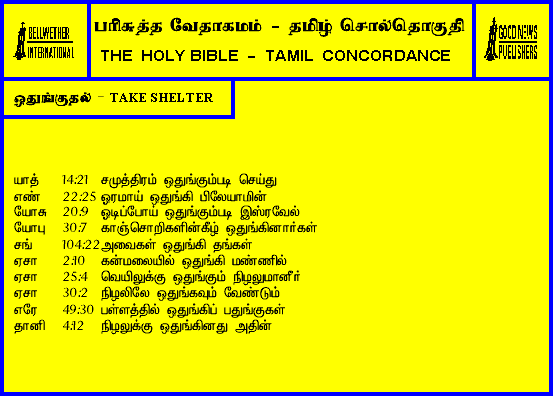 BELLWETHER
INTERNATIONAL
பரிசுத்த வேதாகமம் - தமிழ் சொல்தொகுதி
THE HOLY BIBLE - TAMIL CONCORDANCE
GOOD NEWS
PUBLISHERS
ஒதுங்குதல் - TAKE SHELTER
யாத் 14:21 சமுத்திரம் ஒதுங்கும்படி செய்து
எண் 22:25 ஓரமாய் ஒதுங்கி பிலேயாமின்
யோசு 20:9 ஓடிப்போய் ஒதுங்கும்படி இஸ்ரவேல்
யோபு 30:7 காஞ்சொறிகளின்கீழ் ஒதுங்கினார்கள்
சங் 104:22 அவைகள் ஒதுங்கி தங்கள்
ஏசா 2:10 கன்மலையில் ஒதுங்கி மண்ணில்
ஏசா 25:4 வெயிலுக்கு ஒதுங்கும் நிழலுமானீர்
ஏசா 30:2 நிழலிலே ஒதுங்கவும் வேண்டும்
எரே 49:30 பள்ளத்தில் ஒதுங்கிப் பதுங்குகள்
தானி 4:12 நிழலுக்கு ஒதுங்கினது அதின்